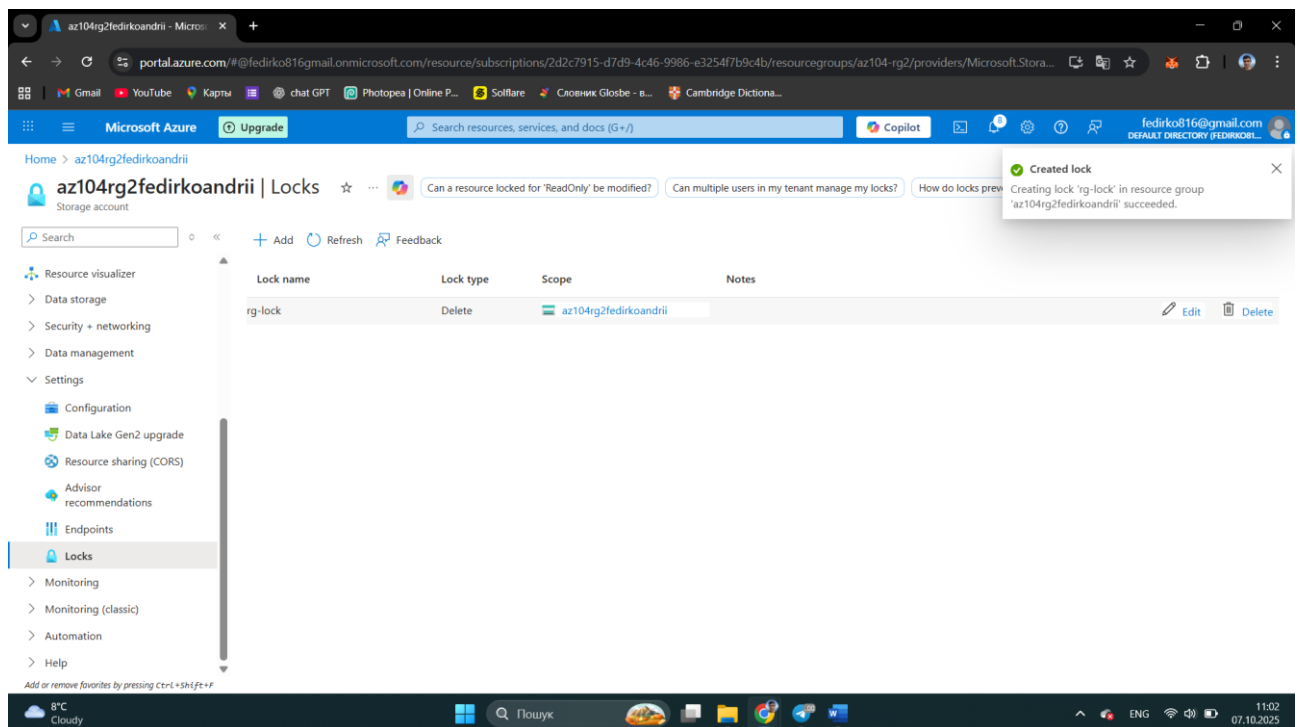 az104rg2fedirkoandrii - Micros
portal.azure.com/#@fedirko816gmail.onmicrosoft.com/resource/subscriptions/2d2c7915-d7d9-4c46-9986-e3254f7b9c4b/resourcegroups/az104-rg2/providers/Microsoft.Stora...
Gmail YouTube Карты chat GPT Photopea | Online P... Solflare Словник Glosbe - в... Cambridge Dictiona...
Microsoft Azure Upgrade Search resources, services, and docs (G+/) Copilot fedirko816@gmail.com
DEFAULT DIRECTORY (FEDIRKO81...
Home > az104rg2fedirkoandrii
az104rg2fedirkoandrii | Locks ... Can a resource locked for 'ReadOnly' be modified? Can multiple users in my tenant manage my locks? How do locks prev
Storage account
Created lock
Creating lock 'rg-lock' in resource group
'az104rg2fedirkoandrii' succeeded.
Search
Add Refresh Feedback
Resource visualizer
Data storage
Security + networking
Data management
Settings
Configuration
Data Lake Gen2 upgrade
Resource sharing (CORS)
Advisor
recommendations
Endpoints
Locks
Monitoring
Monitoring (classic)
Automation
Help
Add or remove favorites by pressing Ctrl+Shift+F
Lock name Lock type Scope Notes
rg-lock Delete az104rg2fedirkoandrii Edit Delete
8°C
Cloudy
Пошук
ENG
11:02
07.10.2025